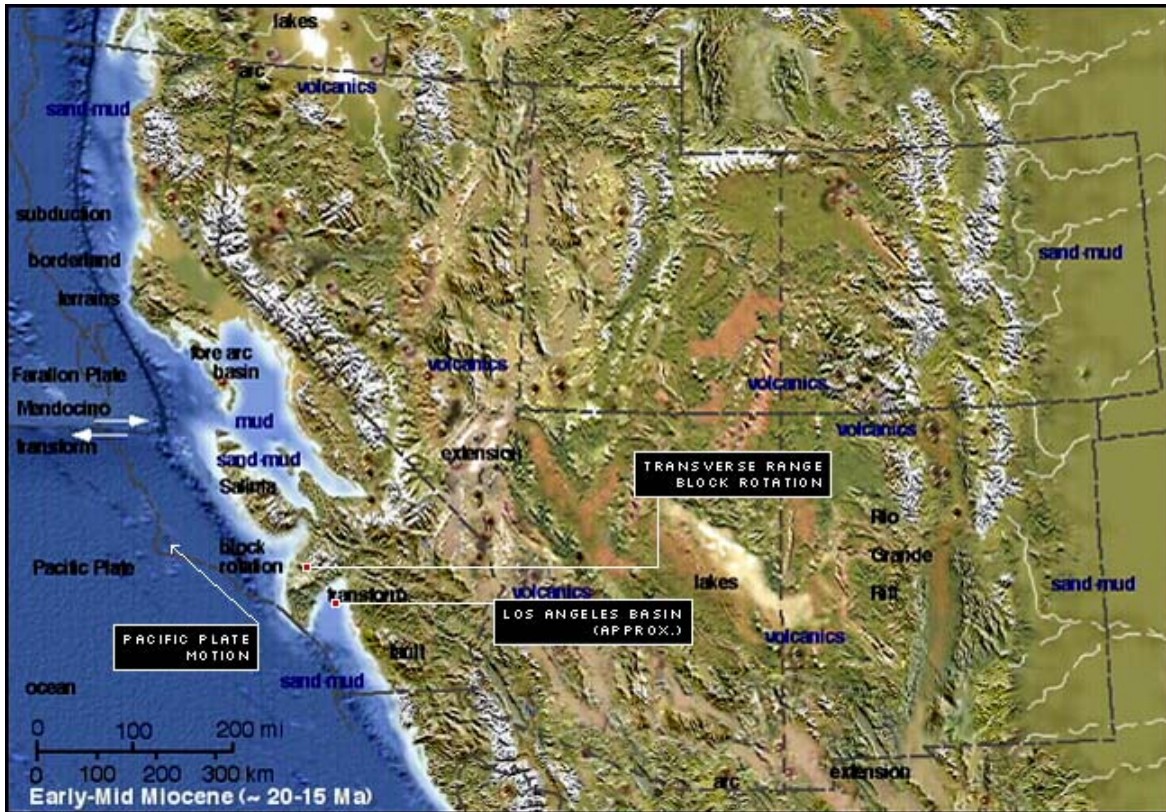 lakes
arc
volcanics
sand-mud
subduction
borderland
terrains
sand-mud
fore arc
basin
volcanics
volcanics
Farallon Plate
Mendocino
transform
mud
volcanics
sand-mud
extension
Salinia
TRANSVERSE RANGE
BLOCK ROTATION
Rio
Grande
Rift
block
rotation
Pacific Plate
lakes
sand-mud
transform
volcanics
LOS ANGELES BASIN
(APPROX.)
PACIFIC PLATE
MOTION
volcanics
fault
sand-mud
ocean
0 100 200 mi
0 100 200 300 km
arc
extension
Early-Mid Miocene (~ 20-15 Ma)